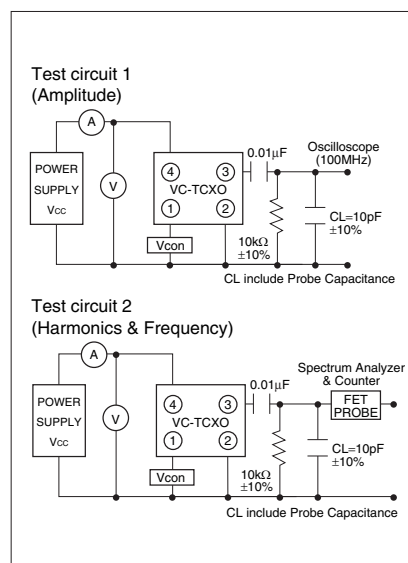 Test circuit 1
(Amplitude)
A
POWER
SUPPLY
Vcc
V
4
3
VC-TCXO
1
2
Vcon
0.01µF
Oscilloscope
(100MHz)
10kΩ
±10%
CL=10pF
±10%
CL include Probe Capacitance
Test circuit 2
(Harmonics & Frequency)
A
POWER
SUPPLY
Vcc
V
4
3
VC-TCXO
1
2
Vcon
0.01µF
Spectrum Analyzer
& Counter
FET
PROBE
10kΩ
±10%
CL=10pF
±10%
CL include Probe Capacitance